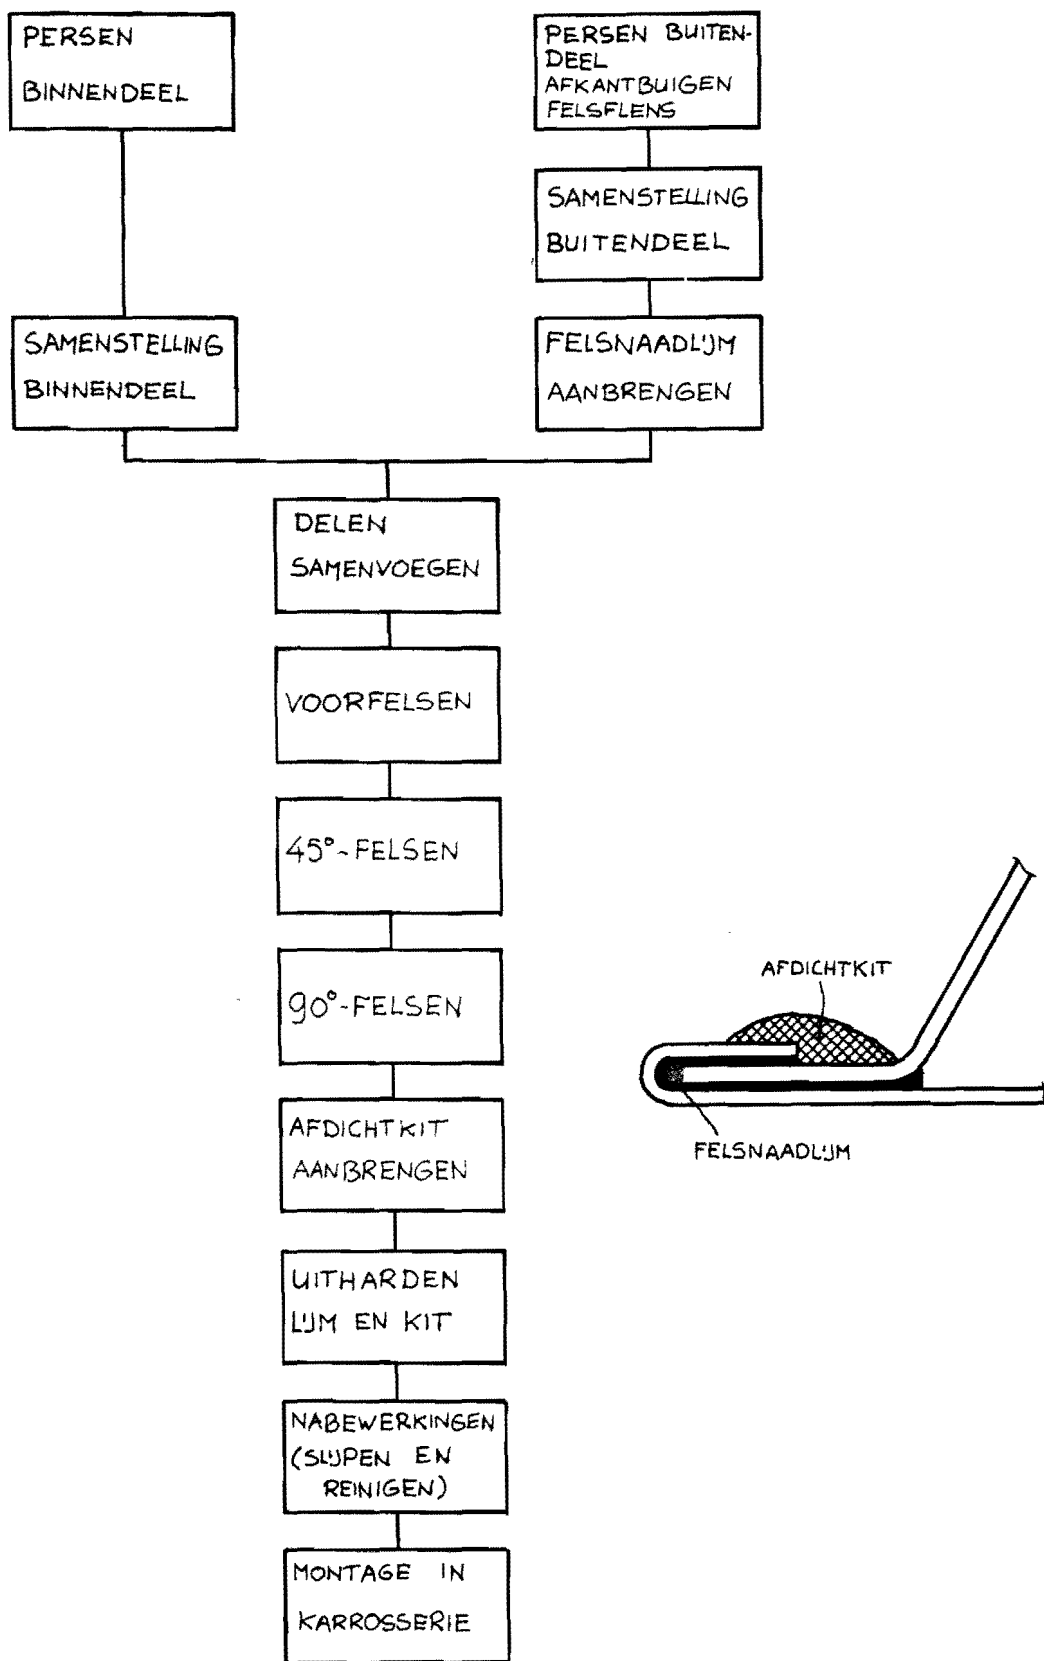 PERSEN
BINNENDEEL
PERSEN BUITEN-
DEEL
AFKANTBUIGEN
FELSFLENS
SAMENSTELLING
BUITENDEEL
SAMENSTELLING
BINNENDEEL
FELSNAADLIJM
AANBRENGEN
DELEN
SAMENVOEGEN
VOORFELSEN
45°-FELSEN
90°-FELSEN
AFDICHTKIT
FELSNAADLIJM
AFDICHTKIT
AANBRENGEN
UITHARDEN
LIJM EN KIT
NABEWERKINGEN
(SLIJPEN EN
REINIGEN)
MONTAGE IN
KARROSSERIE